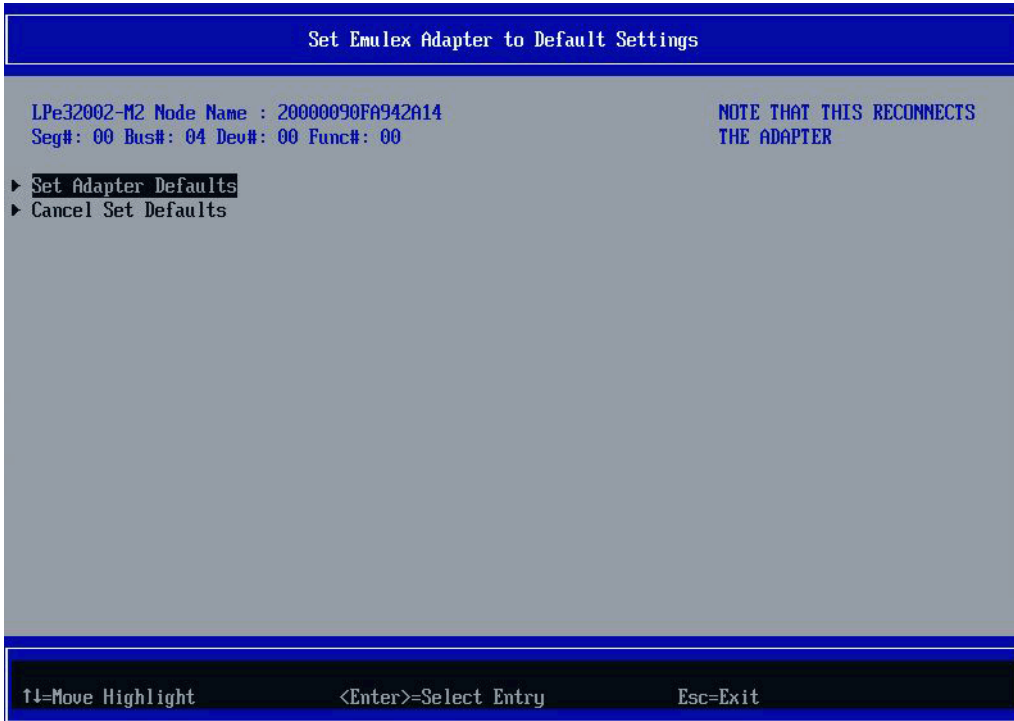 Set Emulex Adapter to Default Settings
LPe32002-M2 Node Name : 20000090FA942A14
Seg#: 00 Bus#: 04 Dev#: 00 Func#: 00
NOTE THAT THIS RECONNECTS
THE ADAPTER
Set Adapter Defaults
Cancel Set Defaults
↑↓=Move Highlight <Enter>=Select Entry Esc=Exit